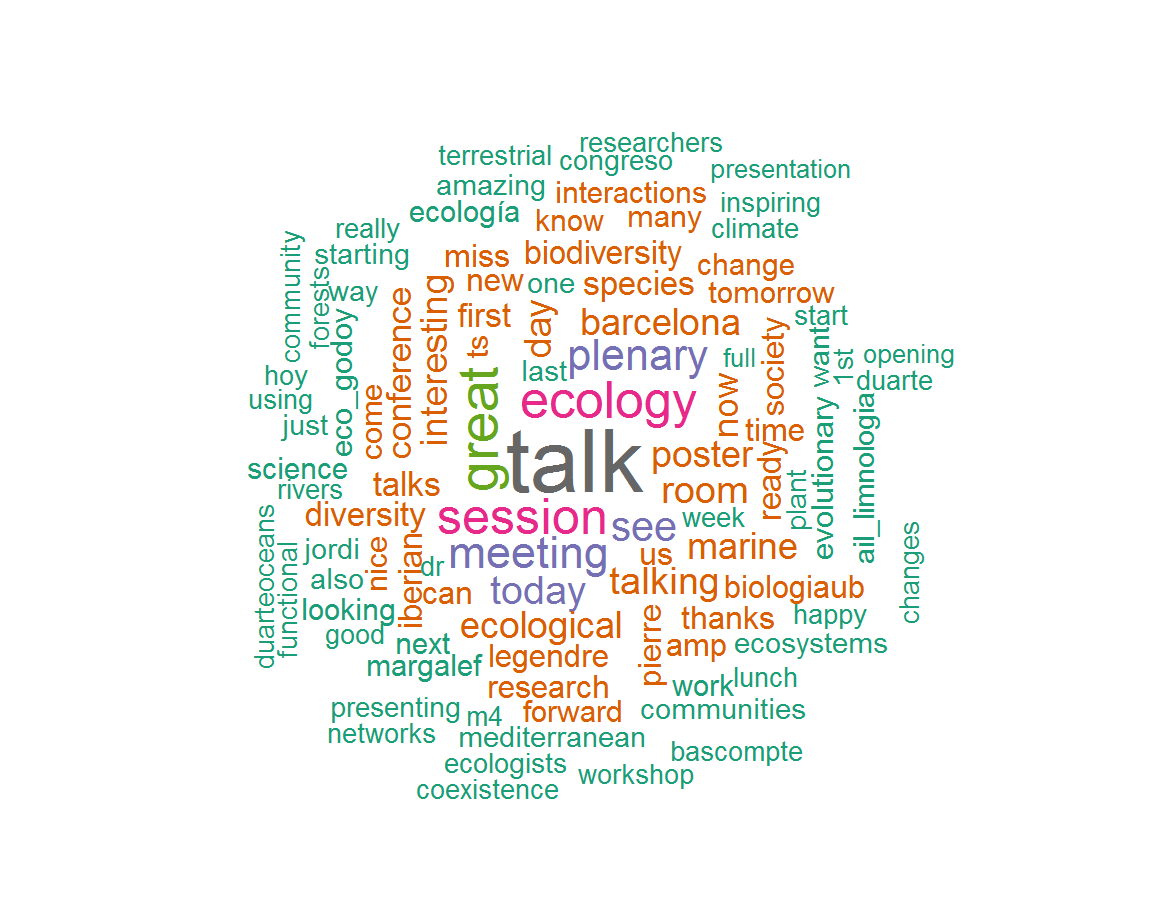 researchers
terrestrial
congreso
presentation
amazing
interactions
inspiring
ecología
know
many
climate
really
starting
miss
biodiversity
change
community
forests
way
new
one
species
tomorrow
conference
interesting
first
day
barcelona
start
eco_godoy
ts
plenary
full
society
want
1st
opening
hoy
last
duarte
using
come
great
ecology
now
just
time
talk
poster
ready
evolutionary
ail_limnologia
science
rivers
talks
room
plant
diversity
session
see
week
jordi
nice
iberian
meeting
us
marine
changes
duarteoceans
functional
also
dr
can
today
talking
biologiaub
looking
good
ecological
thanks
happy
next
margalef
legendre
pierre
amp
ecosystems
research
work
lunch
presenting
m4
forward
communities
networks
mediterranean
bascompte
ecologists
workshop
coexistence